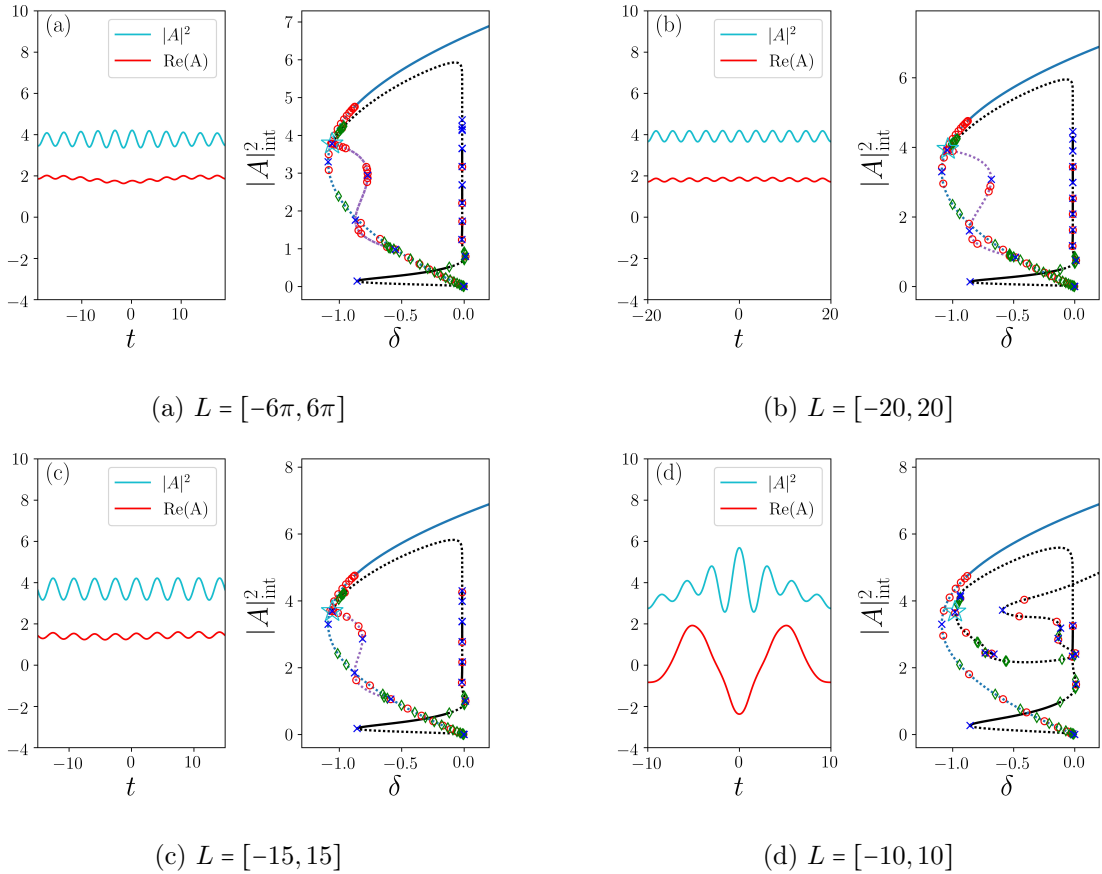 (a)
|A|²
Re(A)
10
8
6
4
2
0
−2
−4
−10
0
10
t
|A|²int
7
6
5
4
3
2
1
0
−1.0
−0.5
0.0
δ
(a) L = [−6π, 6π]
(b)
|A|²
Re(A)
10
8
6
4
2
0
−2
−4
−20
−10
0
10
20
t
|A|²int
6
4
2
0
−1.0
−0.5
0.0
δ
(b) L = [−20, 20]
(c)
|A|²
Re(A)
10
8
6
4
2
0
−2
−4
−10
0
10
t
|A|²int
8
6
4
2
0
−1.0
−0.5
0.0
δ
(c) L = [−15, 15]
(d)
|A|²
Re(A)
10
8
6
4
2
0
−2
−4
−10
0
10
t
|A|²int
8
6
4
2
0
−1.0
−0.5
0.0
δ
(d) L = [−10, 10]